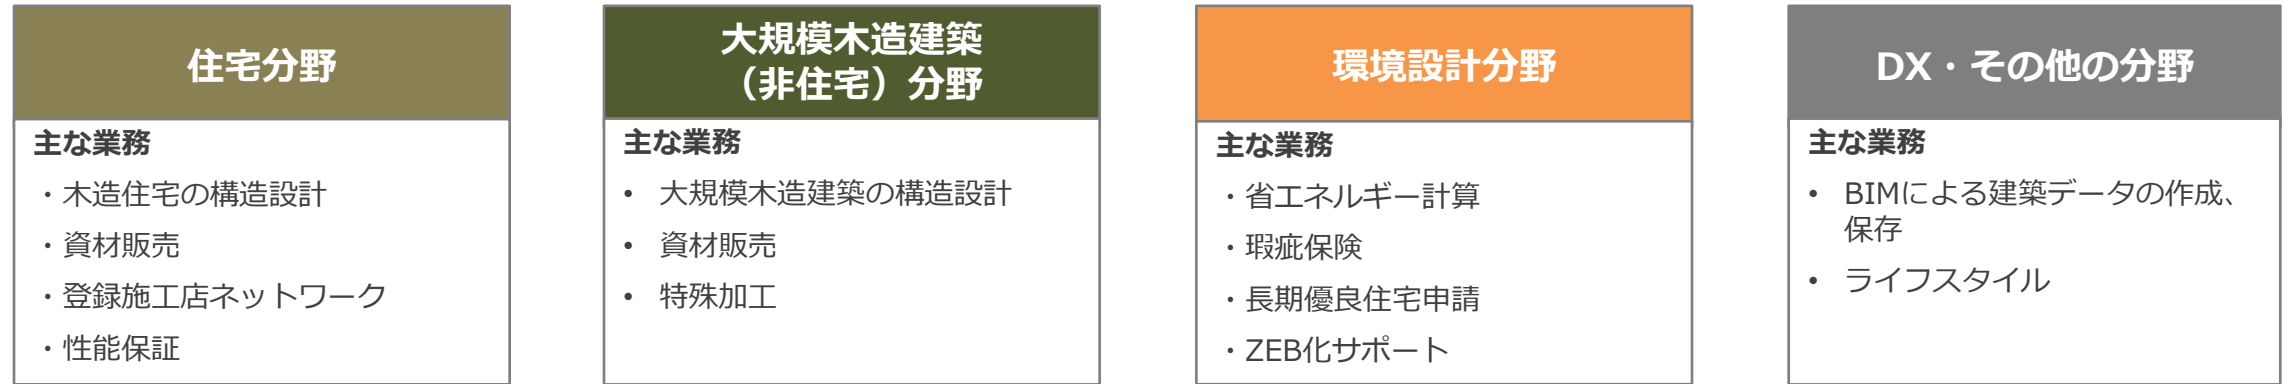 住宅分野
主な業務
・木造住宅の構造設計
・資材販売
・登録施工店ネットワーク
・性能保証
大規模木造建築
（非住宅）分野
主な業務
• 大規模木造建築の構造設計
• 資材販売
• 特殊加工
環境設計分野
主な業務
・省エネルギー計算
・瑕疵保険
・長期優良住宅申請
・ZEB化サポート
DX・その他の分野
主な業務
• BIMによる建築データの作成、
保存
• ライフスタイル